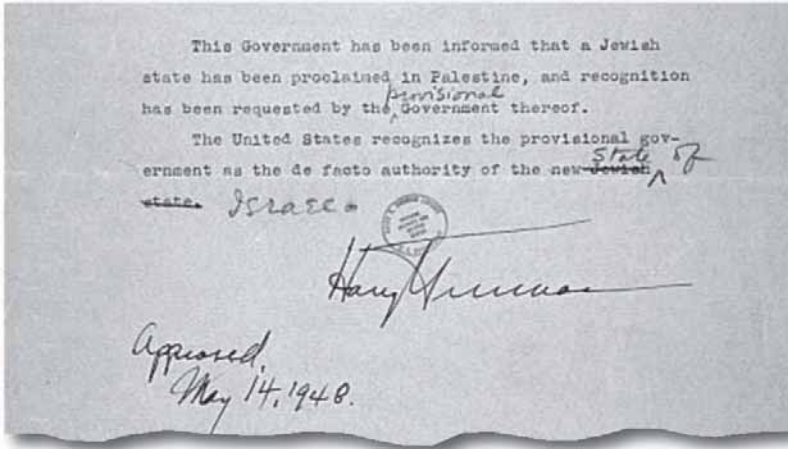 This Government has been informed that a Jewish
state has been proclaimed in Palestine, and recognition
provisional
has been requested by the Government thereof.
The United States recognizes the provisional gov-
State of
ernment as the de facto authority of the new Jewish
state. Israel.
Harry Truman
Approved,
May 14, 1948.